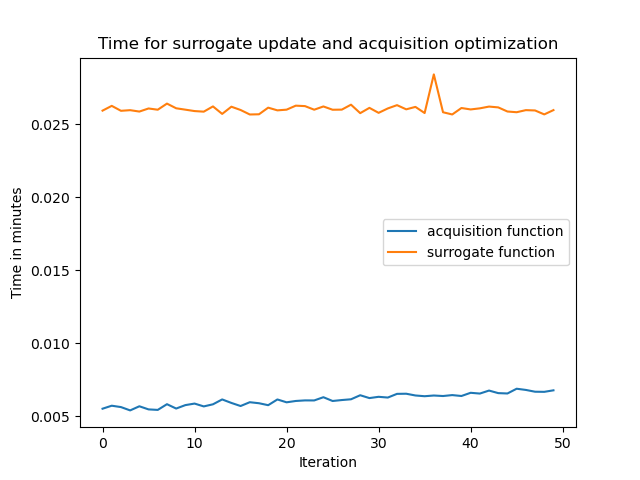 Time for surrogate update and acquisition optimization
Time in minutes
0.025
0.020
0.015
0.010
0.005
acquisition function
surrogate function
0 10 20 30 40 50
Iteration